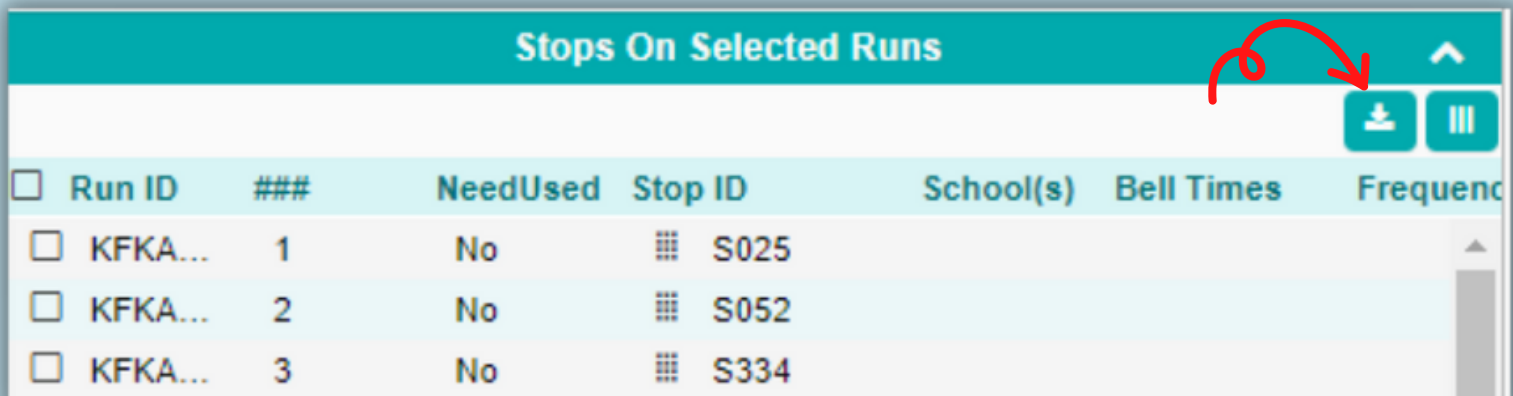 Stops On Selected Runs
Run ID ### NeedUsed Stop ID School(s) Bell Times Frequenc
KFKA... 1 No S025
KFKA... 2 No S052
KFKA... 3 No S334